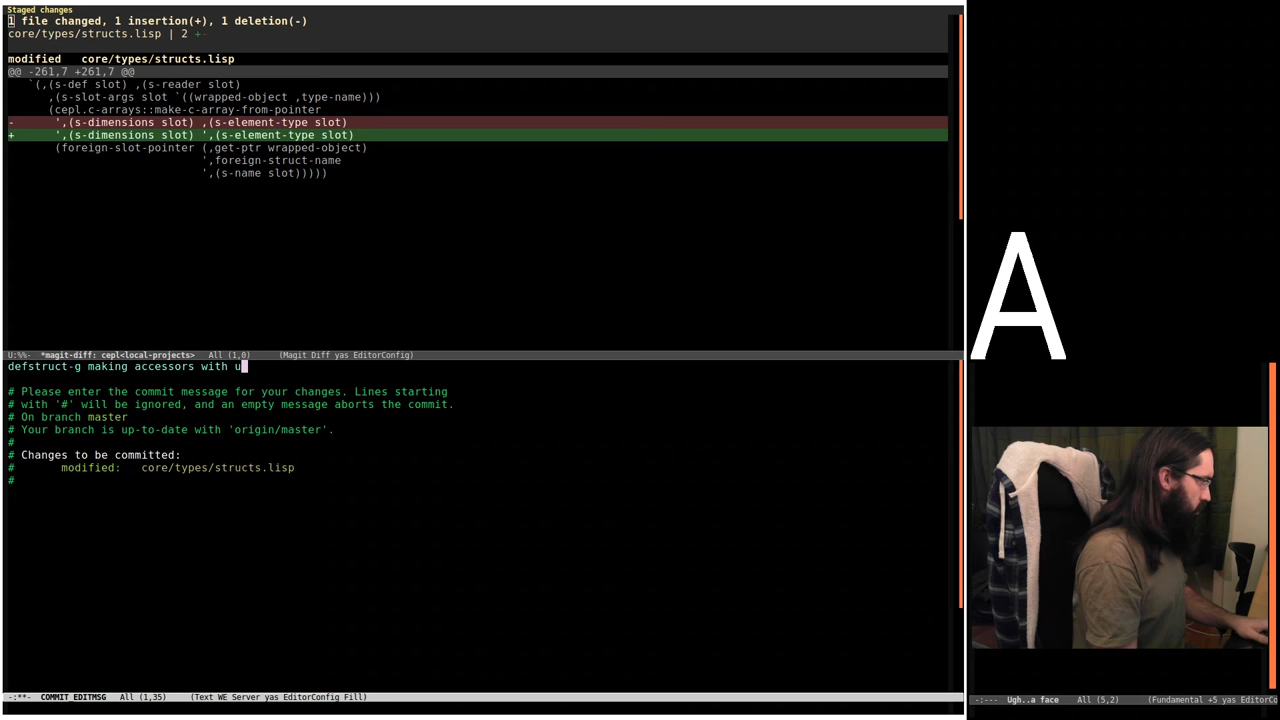 Staged changes
1 file changed, 1 insertion(+), 1 deletion(-)
core/types/structs.lisp | 2 +-
modified   core/types/structs.lisp
@@ -261,7 +261,7 @@
`(,(s-def slot) ,(s-reader slot)
,(s-slot-args slot `((wrapped-object ,type-name)))
(cepl.c-arrays::make-c-array-from-pointer
-      ',(s-dimensions slot) ,(s-element-type slot)
+      ',(s-dimensions slot) ',(s-element-type slot)
(foreign-slot-pointer (,get-ptr wrapped-object)
',foreign-struct-name
',(s-name slot)))))
U:%%-  *magit-diff: cepl<local-projects>   All (1,0)      (Magit Diff yas EditorConfig)
defstruct-g making accessors with u
# Please enter the commit message for your changes. Lines starting
# with '#' will be ignored, and an empty message aborts the commit.
# On branch master
# Your branch is up-to-date with 'origin/master'.
#
# Changes to be committed:
#       modified:   core/types/structs.lisp
#
-:**-  COMMIT_EDITMSG   All (1,35)     (Text WE Server yas EditorConfig Fill)
A
-:---  Ugh..a face    All (5,2)      (Fundamental +5 yas EditorCo